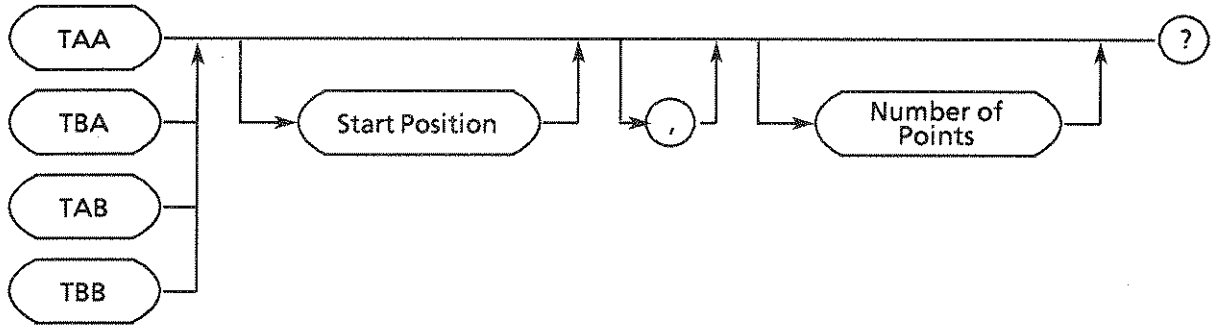 TAA
?
TBA
Start Position
,
Number of
Points
TAB
TBB